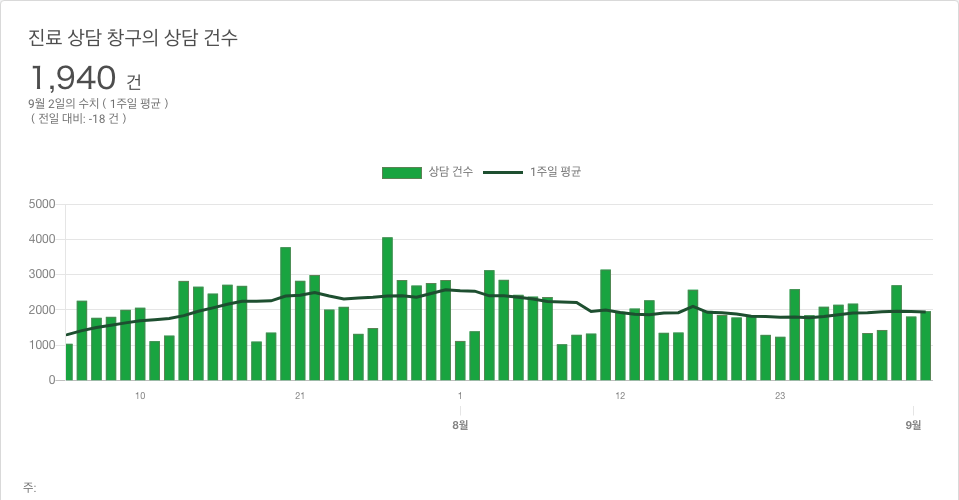 진료 상담 창구의 상담 건수
1,940 건
9월 2일의 수치 ( 1주일 평균 )
( 전일 대비: -18 건 )
상담 건수 1주일 평균
5000
4000
3000
2000
1000
0
10 21 1 12 23
8월 9월
주: